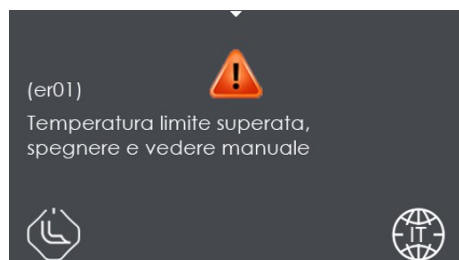 (er01)
Temperatura limite superata,
spegnere e vedere manuale
IT